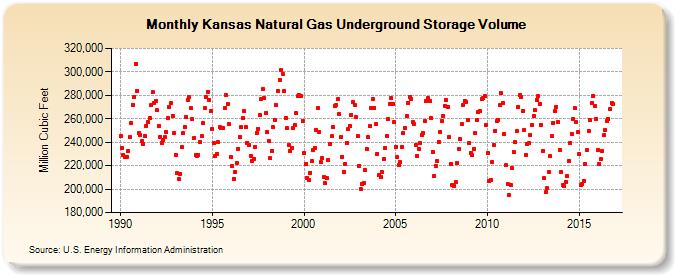 Monthly Kansas Natural Gas Underground Storage Volume
Million Cubic Feet
320,000
300,000
280,000
260,000
240,000
220,000
200,000
180,000
1990 1995 2000 2005 2010 2015
Source: U.S. Energy Information Administration